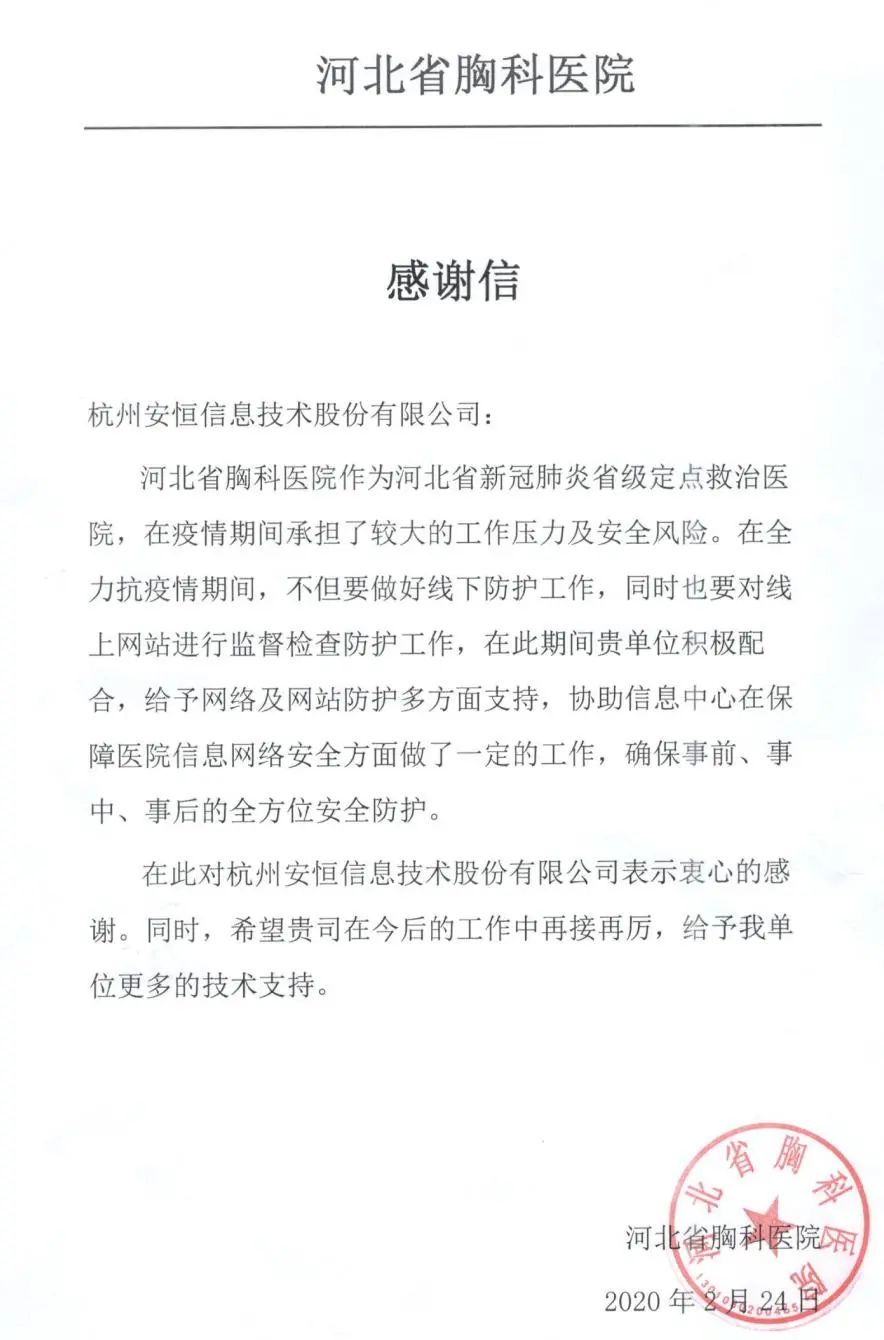 河北省胸科医院
感谢信
杭州安恒信息技术股份有限公司：
河北省胸科医院作为河北省新冠肺炎省级定点救治医
院，在疫情期间承担了较大的工作压力及安全风险。在全
力抗疫情期间，不但要做好线下防护工作，同时也要对线
上网站进行监督检查防护工作，在此期间贵单位积极配
合，给予网络及网站防护多方面支持，协助信息中心在保
障医院信息网络安全方面做了一定的工作，确保事前、事
中、事后的全方位安全防护。
在此对杭州安恒信息技术股份有限公司表示衷心的感
谢。同时，希望贵司在今后的工作中再接再厉，给予我单
位更多的技术支持。
河北省胸科医院
河北省胸科医院
2020 年 2 月 24 日